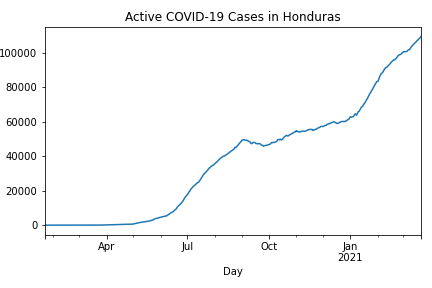 Active COVID-19 Cases in Honduras
100000
80000
60000
40000
20000
0
Apr
Jul
Oct
Jan
2021
Day